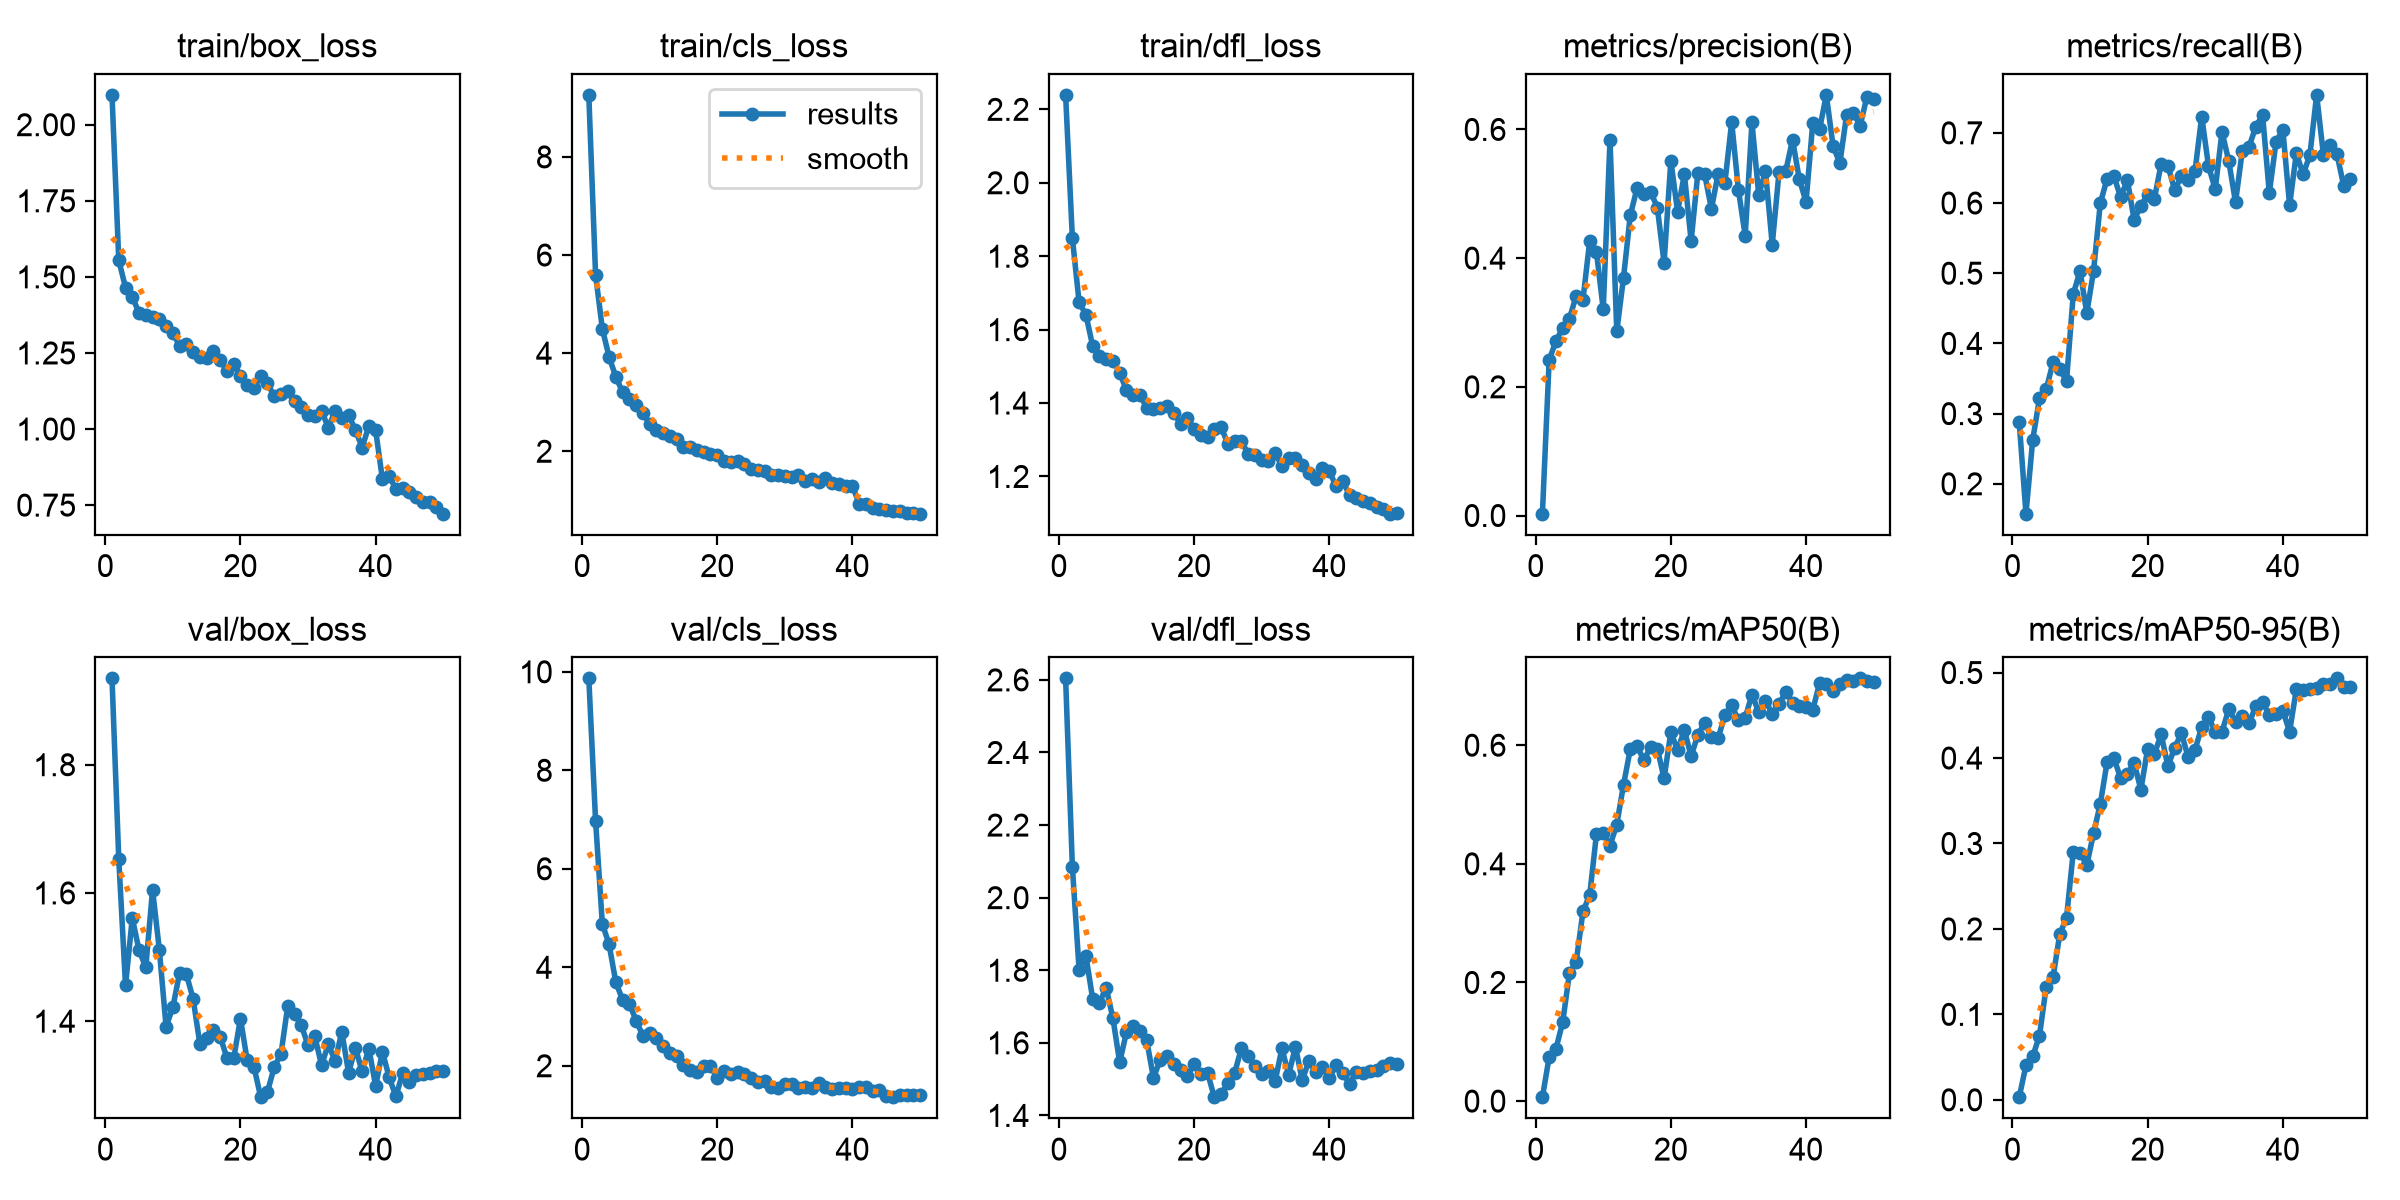 train/box_loss
2.00
1.75
1.50
1.25
1.00
0.75
0 20 40
train/cls_loss
results
smooth
8
6
4
2
0 20 40
train/dfl_loss
2.2
2.0
1.8
1.6
1.4
1.2
0 20 40
metrics/precision(B)
0.6
0.4
0.2
0.0
0 20 40
metrics/recall(B)
0.7
0.6
0.5
0.4
0.3
0.2
0 20 40
val/box_loss
1.8
1.6
1.4
0 20 40
val/cls_loss
10
8
6
4
2
0 20 40
val/dfl_loss
2.6
2.4
2.2
2.0
1.8
1.6
1.4
0 20 40
metrics/mAP50(B)
0.6
0.4
0.2
0.0
0 20 40
metrics/mAP50-95(B)
0.5
0.4
0.3
0.2
0.1
0.0
0 20 40